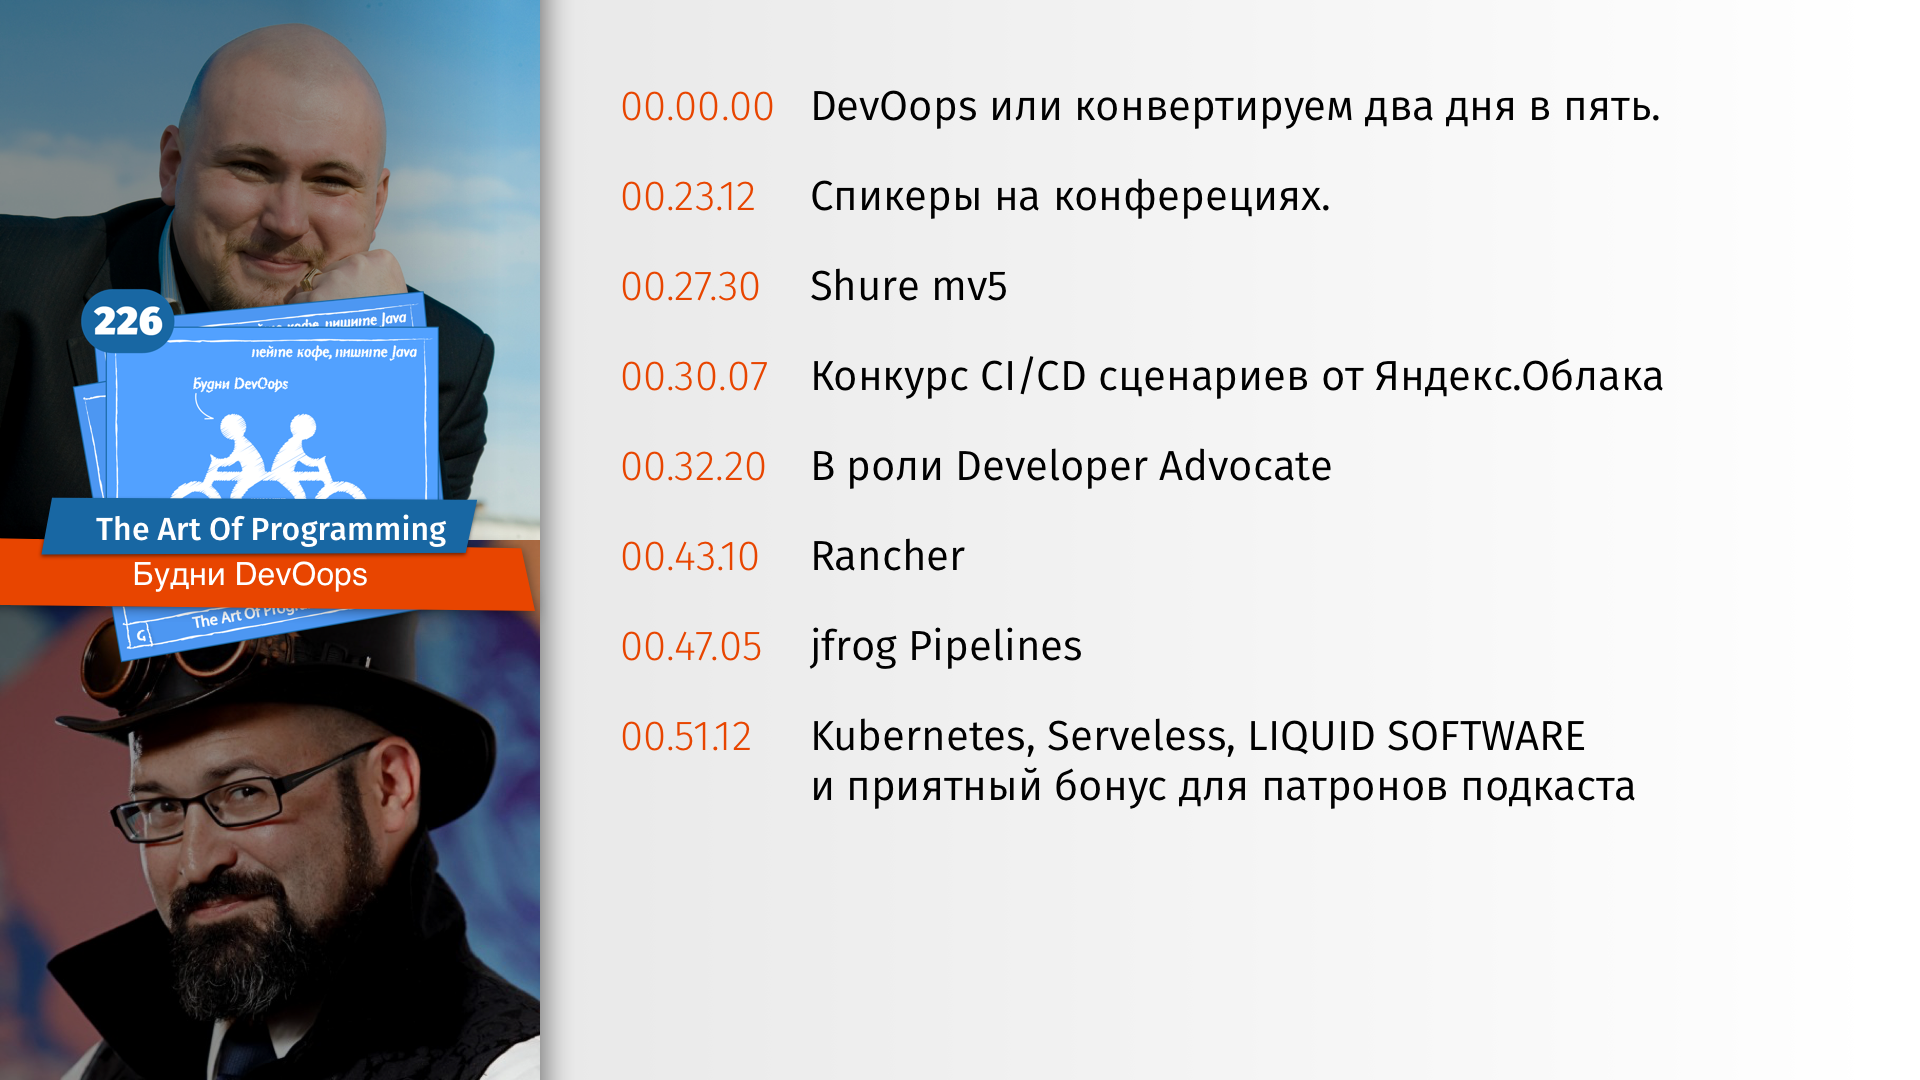 226
кофе, пишите Java
пейте кофе, пишите Java
Будни DevOops
The Art Of Programming
Будни DevOops
The Art Of
G
00.00.00 DevOops или конвертируем два дня в пять.
00.23.12 Спикеры на конферециях.
00.27.30 Shure mv5
00.30.07 Конкурс CI/CD сценариев от Яндекс.Облака
00.32.20 В роли Developer Advocate
00.43.10 Rancher
00.47.05 jfrog Pipelines
00.51.12 Kubernetes, Serveless, LIQUID SOFTWARE
и приятный бонус для патронов подкаста